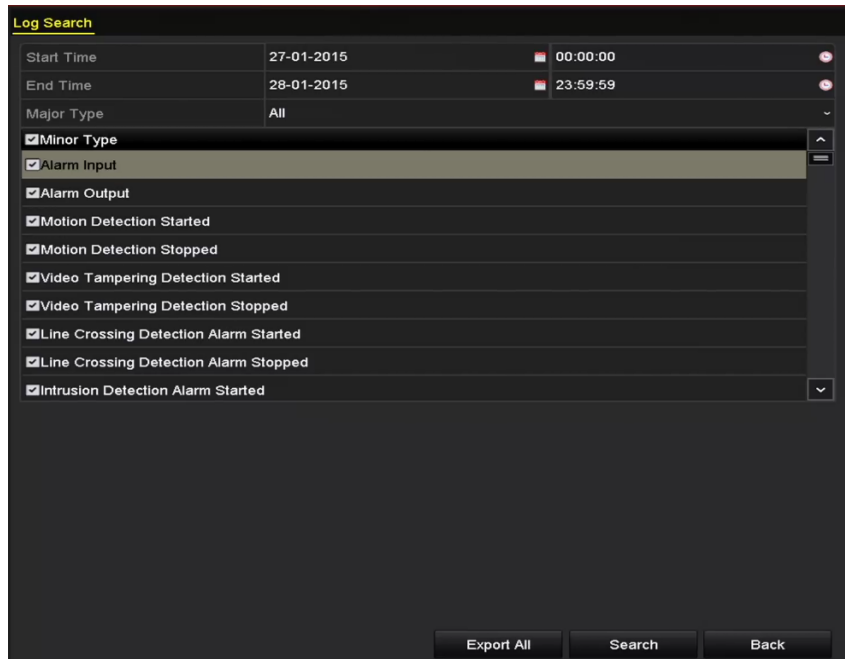 Log Search
Start Time 27-01-2015 00:00:00
End Time 28-01-2015 23:59:59
Major Type All
Minor Type
Alarm Input
Alarm Output
Motion Detection Started
Motion Detection Stopped
Video Tampering Detection Started
Video Tampering Detection Stopped
Line Crossing Detection Alarm Started
Line Crossing Detection Alarm Stopped
Intrusion Detection Alarm Started
Export All Search Back